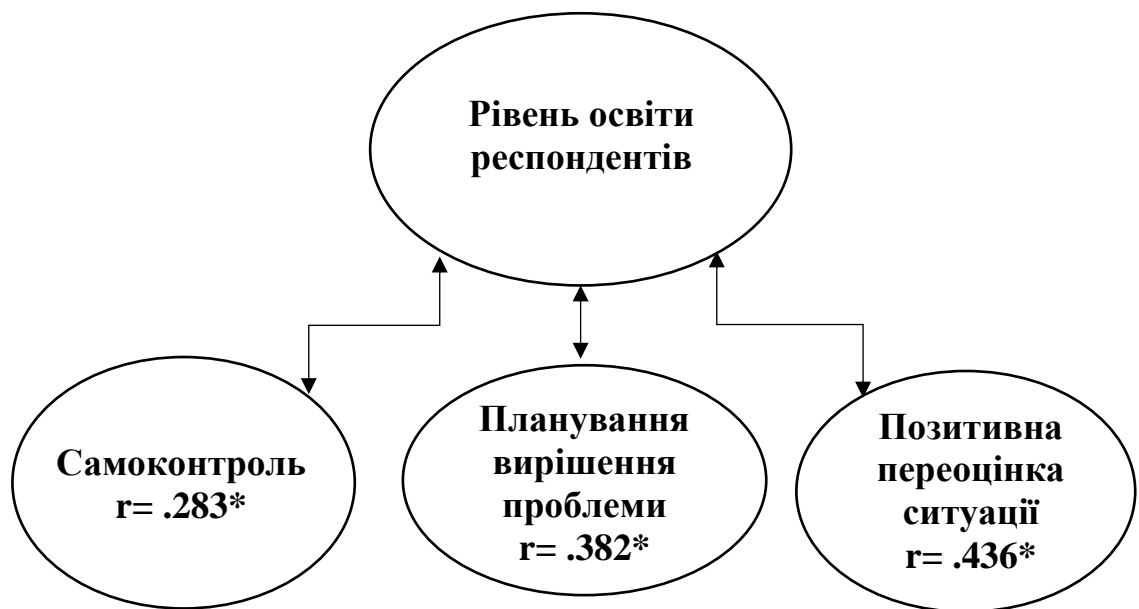 Рівень освіти
респондентів
Самоконтроль
r= .283*
Планування
вирішення
проблеми
r= .382*
Позитивна
переоцінка
ситуації
r= .436*